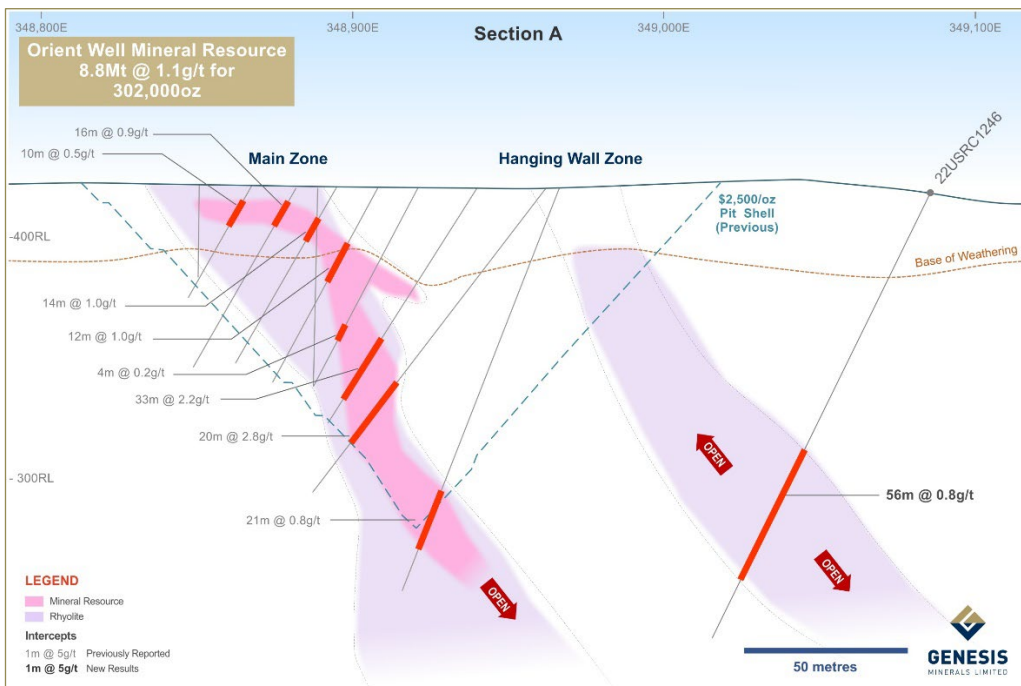 348,800E
348,900E
349,000E
349,100E
Section A
Orient Well Mineral Resource
8.8Mt @ 1.1g/t for
302,000oz
16m @ 0.9g/t
10m @ 0.5g/t
Main Zone
Hanging Wall Zone
22USRC1246
$2,500/oz
Pit Shell
(Previous)
-400RL
Base of Weathering
14m @ 1.0g/t
12m @ 1.0g/t
4m @ 0.2g/t
33m @ 2.2g/t
20m @ 2.8g/t
OPEN
- 300RL
56m @ 0.8g/t
21m @ 0.8g/t
OPEN
OPEN
LEGEND
Mineral Resource
Rhyolite
Intercepts
1m @ 5g/t Previously Reported
1m @ 5g/t New Results
50 metres
GENESIS
MINERALS LIMITED